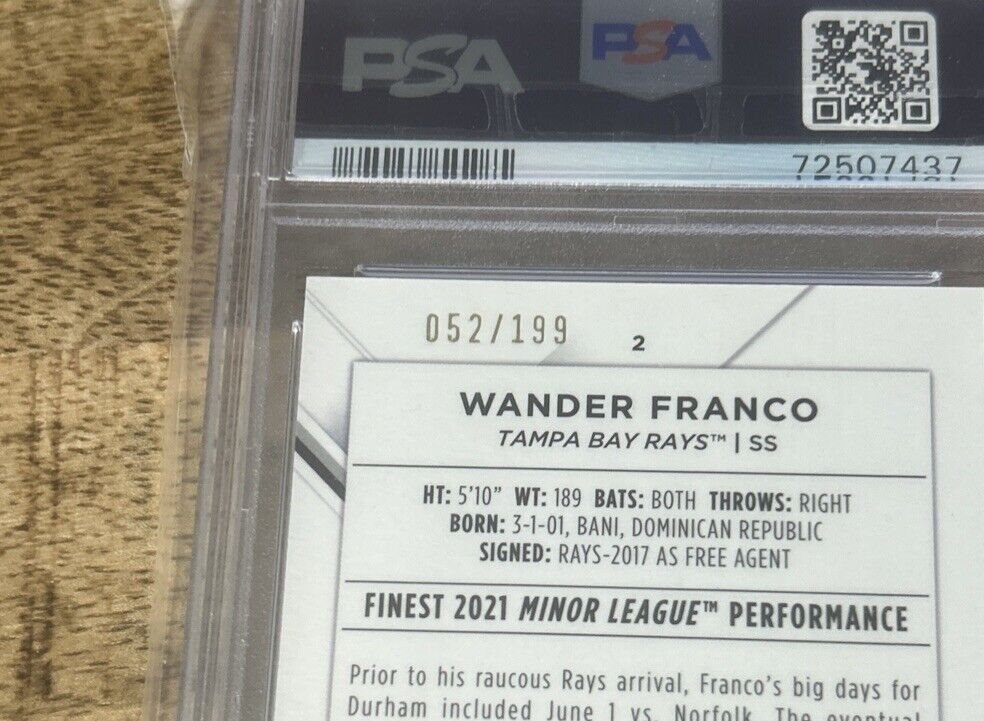 PSA PSA
72507437
052/199 2
WANDER FRANCO
TAMPA BAY RAYS™ | SS
HT: 5'10" WT: 189 BATS: BOTH THROWS: RIGHT
BORN: 3-1-01, BANI, DOMINICAN REPUBLIC
SIGNED: RAYS-2017 AS FREE AGENT
FINEST 2021 MINOR LEAGUE™ PERFORMANCE
Prior to his raucous Rays arrival, Franco's big days for
Durham included June 1 vs. Norfolk. The eventual